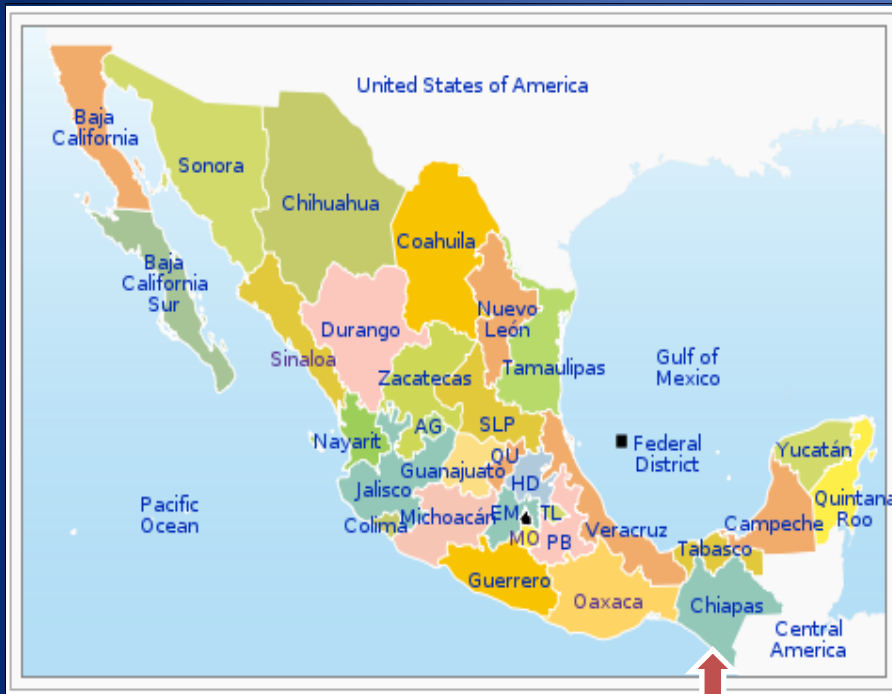 United States of America
Baja
California
Sonora
Chihuahua
Coahuila
Baja
California
Sur
Nuevo
León
Durango
Sinaloa
Tamaulipas
Gulf of
Mexico
Zacatecas
AG
SLP
Nayarit
Federal
District
Yucatán
QU
Guanajuato
HD
Jalisco
Quintana
Roo
Pacific
Ocean
Colima
Michoacán
EM
TL
Campeche
Veracruz
MO
PB
Tabasco
Guerrero
Oaxaca
Chiapas
Central
America